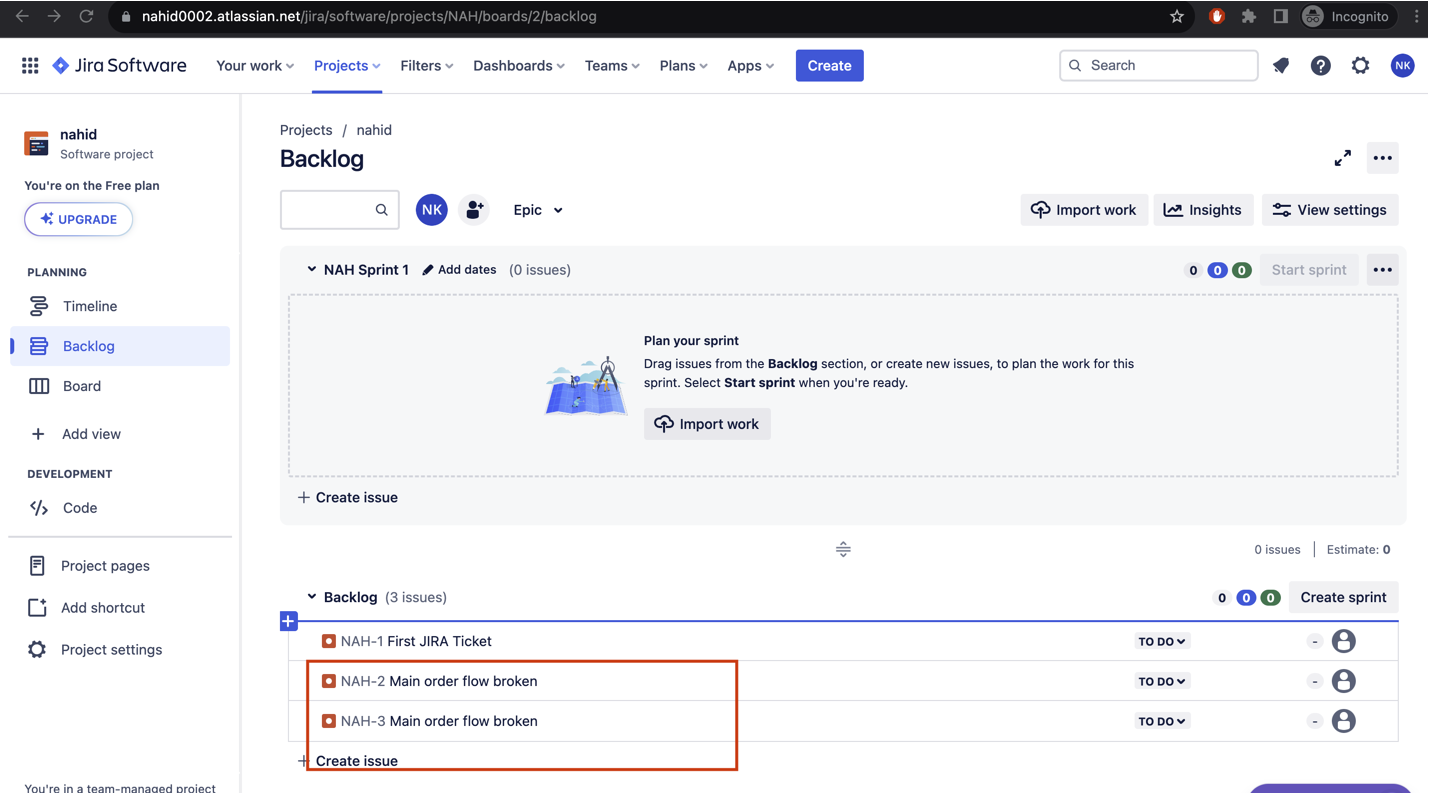 nahid0002.atlassian.net/jira/software/projects/NAH/boards/2/backlog
Incognito
Jira Software
Your work
Projects
Filters
Dashboards
Teams
Plans
Apps
Create
Search
NK
nahid
Software project
You're on the Free plan
UPGRADE
PLANNING
Timeline
Backlog
Board
Add view
DEVELOPMENT
Code
Project pages
Add shortcut
Project settings
You're in a team-managed project
Projects / nahid
Backlog
NK
Epic
Import work
Insights
View settings
NAH Sprint 1 Add dates (0 issues)
0 0 0 Start sprint
Plan your sprint
Drag issues from the Backlog section, or create new issues, to plan the work for this
sprint. Select Start sprint when you're ready.
Import work
+ Create issue
0 issues | Estimate: 0
Backlog (3 issues)
0 0 0 Create sprint
NAH-1 First JIRA Ticket TO DO -
NAH-2 Main order flow broken TO DO -
NAH-3 Main order flow broken TO DO -
+ Create issue